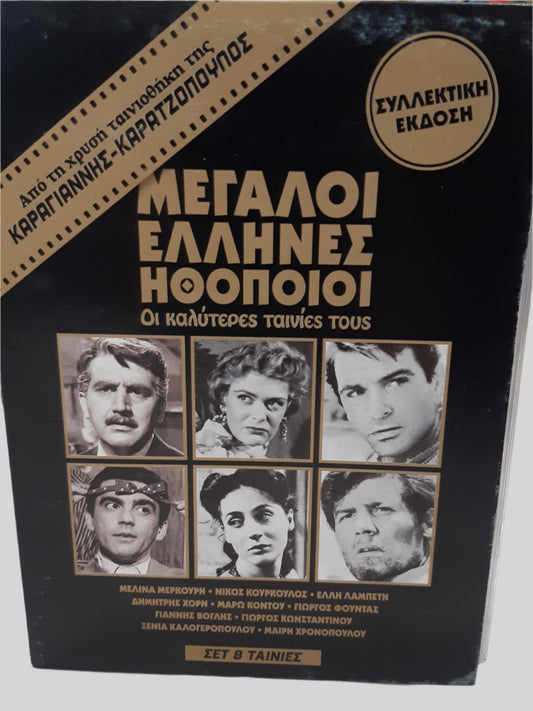 Από τη χρυσή ταινιοθήκη της
ΚΑΡΑΓΙΑΝΝΗΣ-ΚΑΡΑΤΖΟΠΟΥΛΟΣ
ΣΥΛΛΕΚΤΙΚΗ
ΕΚΔΟΣΗ
ΜΕΓΑΛΟΙ
ΕΛΛΗΝΕΣ
ΗΘΟΠΟΙΟΙ
Οι καλύτερες ταινίες τους
ΜΕΛΙΝΑ ΜΕΡΚΟΥΡΗ • ΝΙΚΟΣ ΚΟΥΡΚΟΥΛΟΣ • ΕΛΛΗ ΛΑΜΠΕΤΗ
ΔΗΜΗΤΡΗΣ ΧΟΡΝ • ΜΑΡΩ ΚΟΝΤΟΥ • ΓΙΩΡΓΟΣ ΦΟΥΝΤΑΣ
ΓΙΑΝΝΗΣ ΒΟΓΛΗΣ • ΓΙΩΡΓΟΣ ΚΩΝΣΤΑΝΤΙΝΟΥ
ΞΕΝΙΑ ΚΑΛΟΓΕΡΟΠΟΥΛΟΥ • ΜΑΙΡΗ ΧΡΟΝΟΠΟΥΛΟΥ
ΣΕΤ 8 ΤΑΙΝΙΕΣ